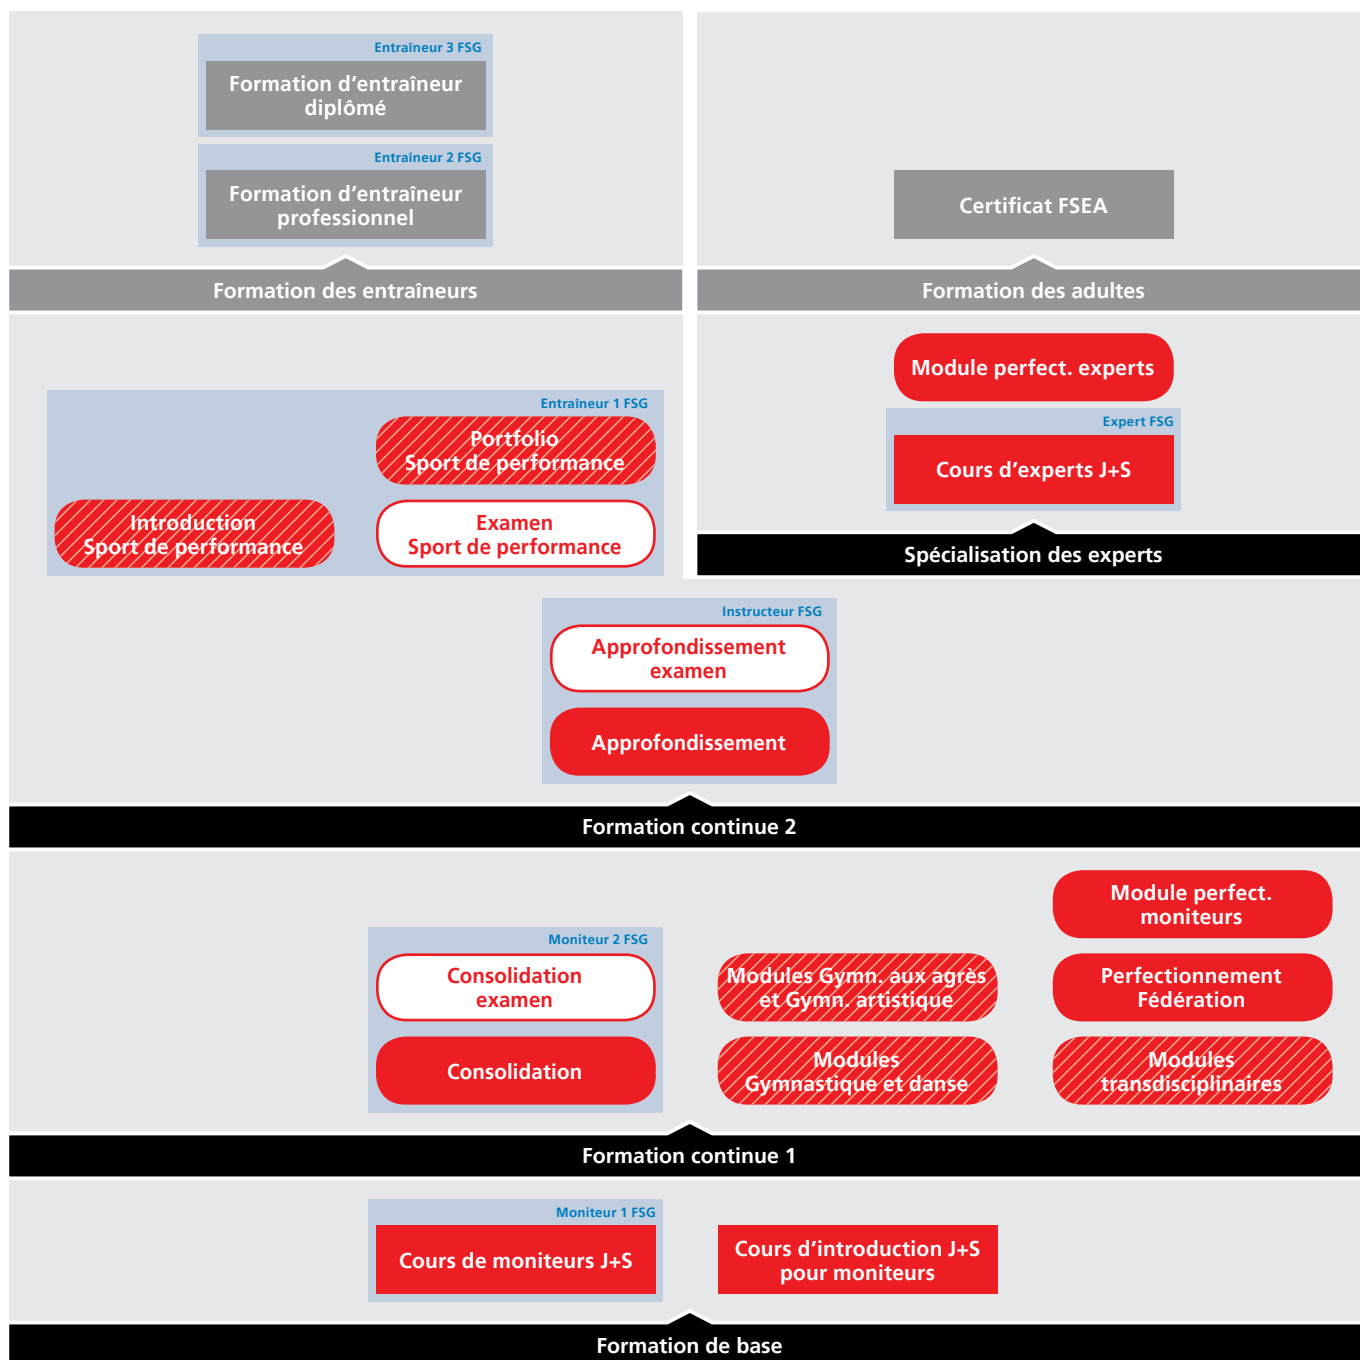 Entraîneur 3 FSG
Formation d'entraîneur
diplômé
Entraîneur 2 FSG
Formation d'entraîneur
professionnel
Certificat FSEA
Formation des entraîneurs
Formation des adultes
Module perfect. experts
Entraîneur 1 FSG
Expert FSG
Portfolio
Sport de performance
Cours d'experts J+S
Introduction
Sport de performance
Examen
Sport de performance
Spécialisation des experts
Instructeur FSG
Approfondissement
examen
Approfondissement
Formation continue 2
Module perfect.
moniteurs
Moniteur 2 FSG
Consolidation
examen
Modules Gymn. aux agrès
et Gymn. artistique
Perfectionnement
Fédération
Consolidation
Modules
Gymnastique et danse
Modules
transdisciplinaires
Formation continue 1
Moniteur 1 FSG
Cours de moniteurs J+S
Cours d'introduction J+S
pour moniteurs
Formation de base